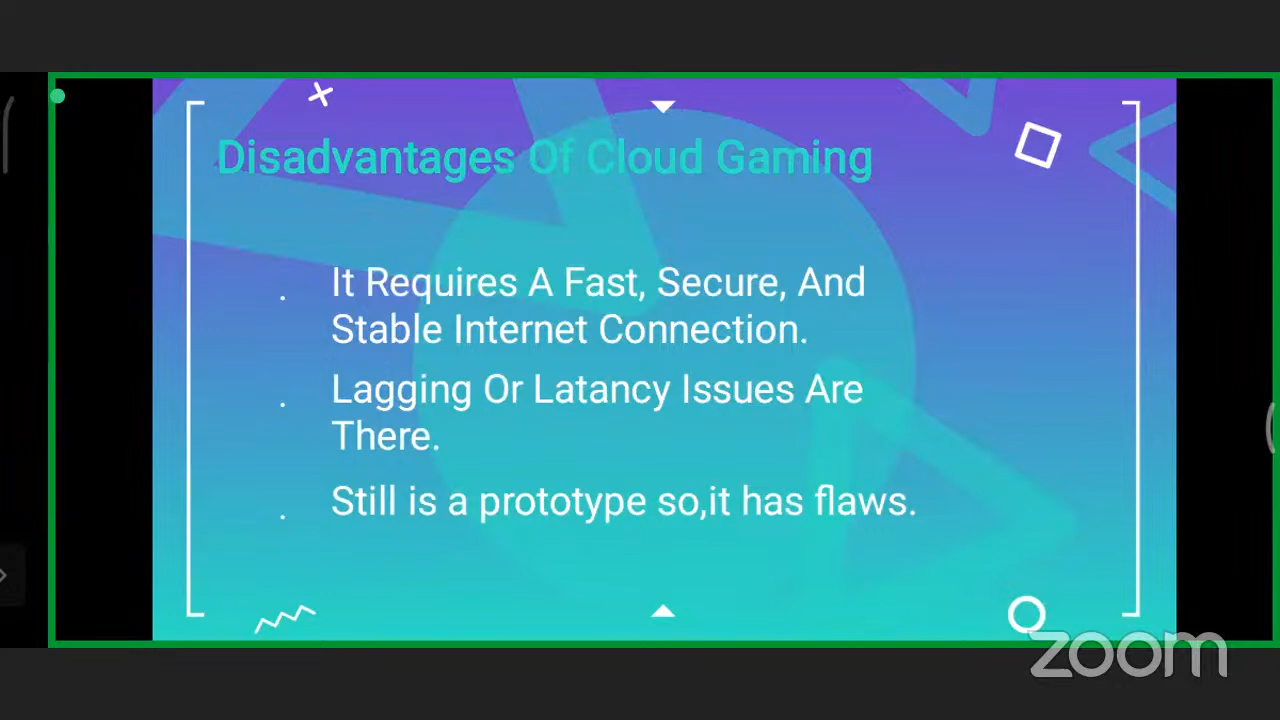 Disadvantages Of Cloud Gaming
. It Requires A Fast, Secure, And
Stable Internet Connection.
. Lagging Or Latancy Issues Are
There.
. Still is a prototype so,it has flaws.
zoom